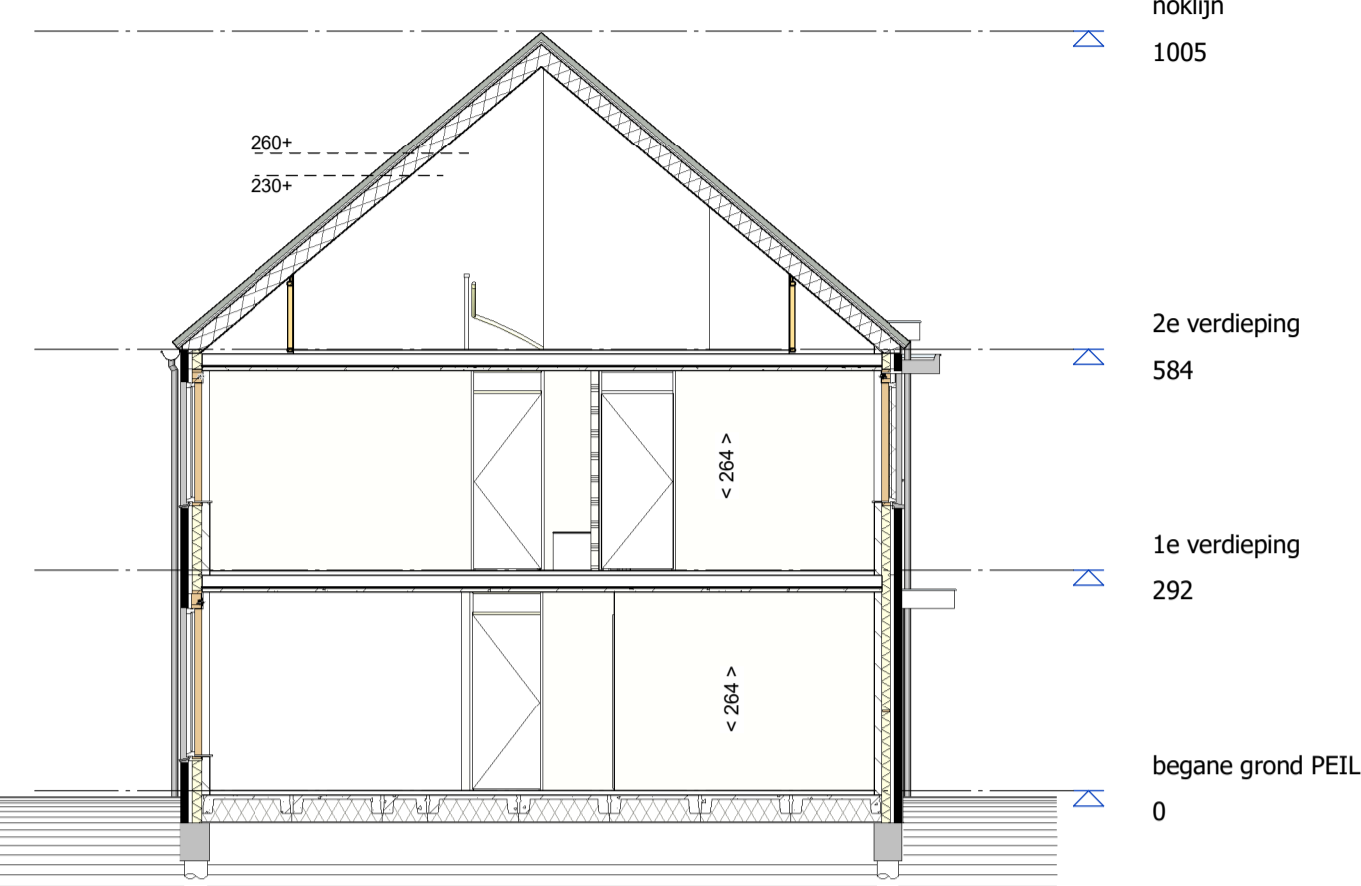 noklijn
1005
260+
230+
2e verdieping
584
< 264 >
1e verdieping
292
< 264 >
begane grond PEIL
0